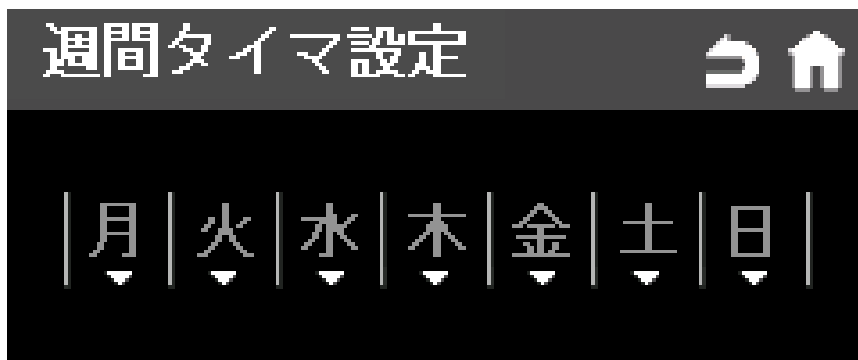 週間タイマ設定
月 火 水 木 金 土 日